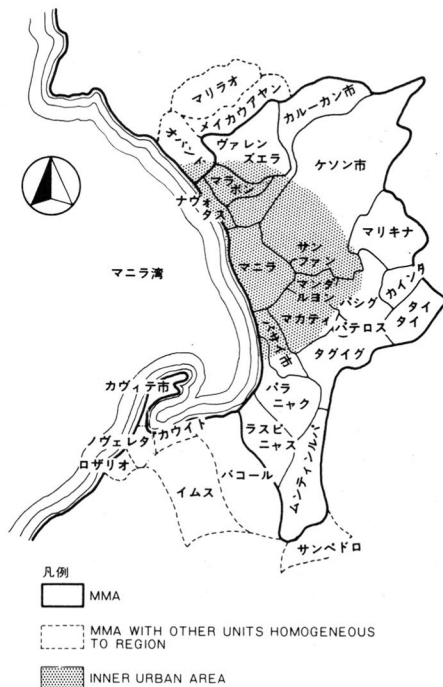 マリラオ
メイカウアヤン
カルーカン市
オバンド
ヴァレン
ズエラ
ケソン市
マラ
ボン
ナヴォ
タス
マリキナ
サン
ファン
マニラ湾
マニラ
マンダ
ルヨン
パシグ
カインタ
タイ
タイ
マカティ
パテロス
パサイ市
タグイグ
カヴィテ市
パラ
ニャク
ノヴェレタ
カウイト
ラスピ
ニャス
ムンティンルパ
ロザリオ
バコール
イムス
サンペドロ
凡例
MMA
MMA WITH OTHER UNITS HOMOGENEOUS
TO REGION
INNER URBAN AREA